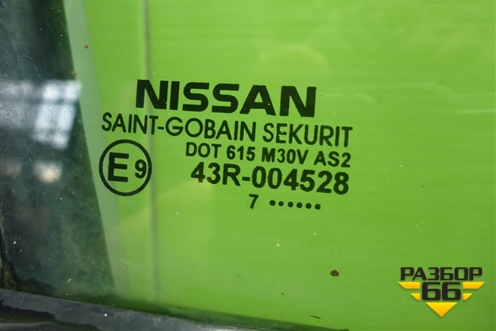 NISSAN
SAINT-GOBAIN SEKURIT
DOT 615 M30V AS2
E9 43R-004528
7 ••••••
РАЗБОР
66